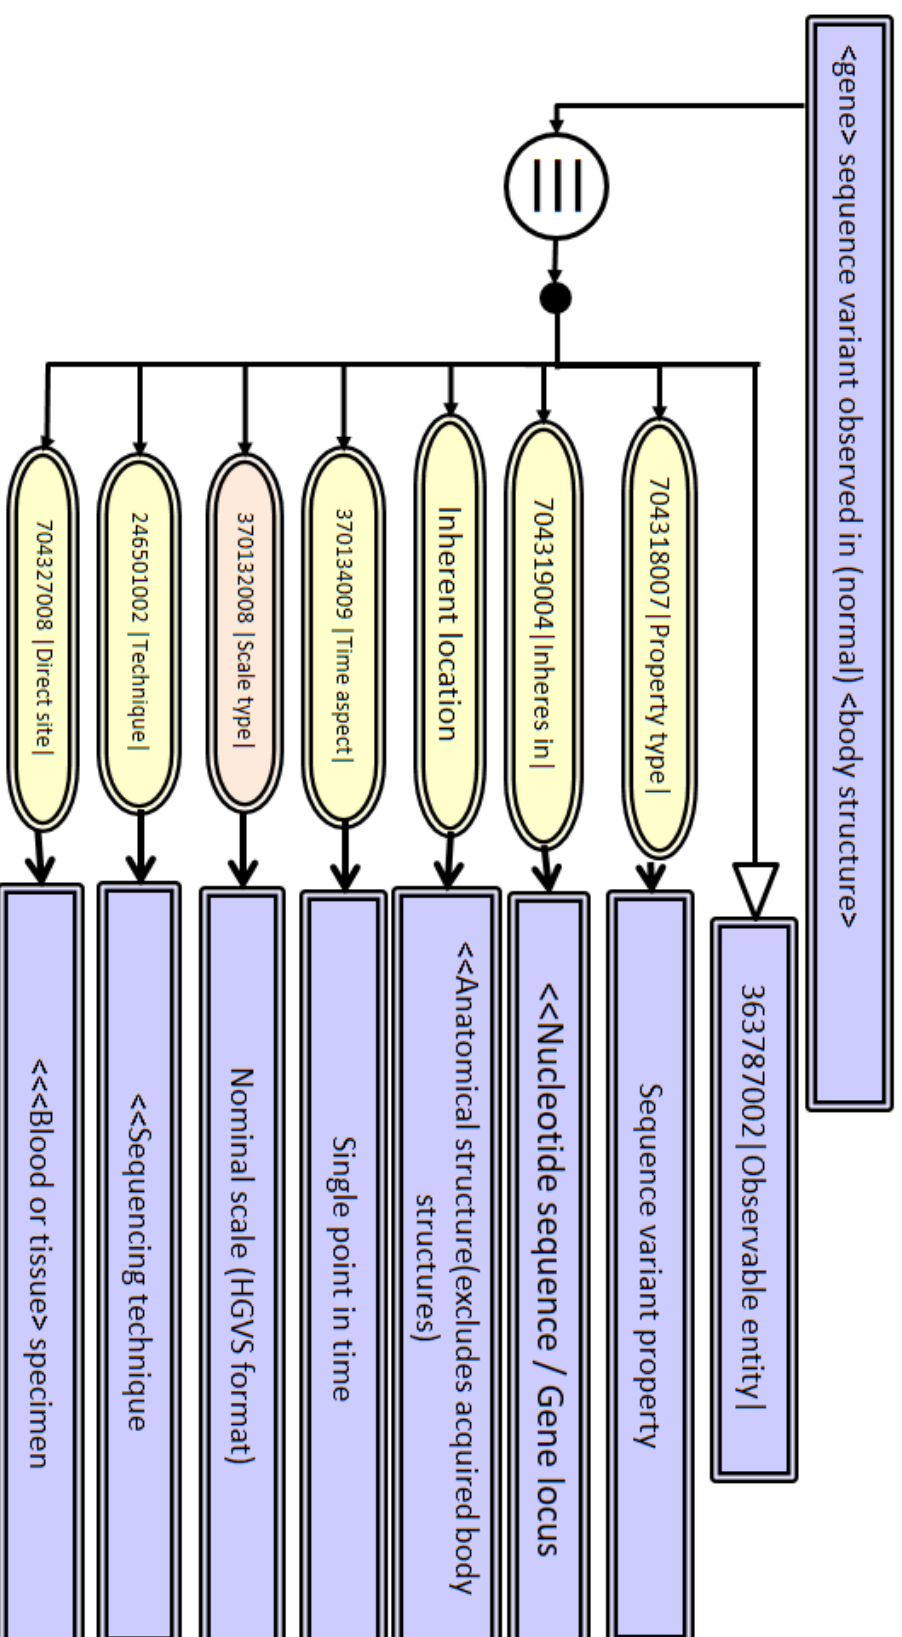 <gene> sequence variant observed in (normal) <body structure>
363787002|Observable entity|
704318007|Property type|
Sequence variant property
704319004|Inheres in|
<<Nucleotide sequence / Gene locus
Inherent location
<<Anatomical structure(excludes acquired body
structures)
370134009 |Time aspect|
Single point in time
370132008 |Scale type|
Nominal scale (HGVS format)
246501002 |Technique|
<<Sequencing technique
704327008 |Direct site|
<<<Blood or tissue> specimen